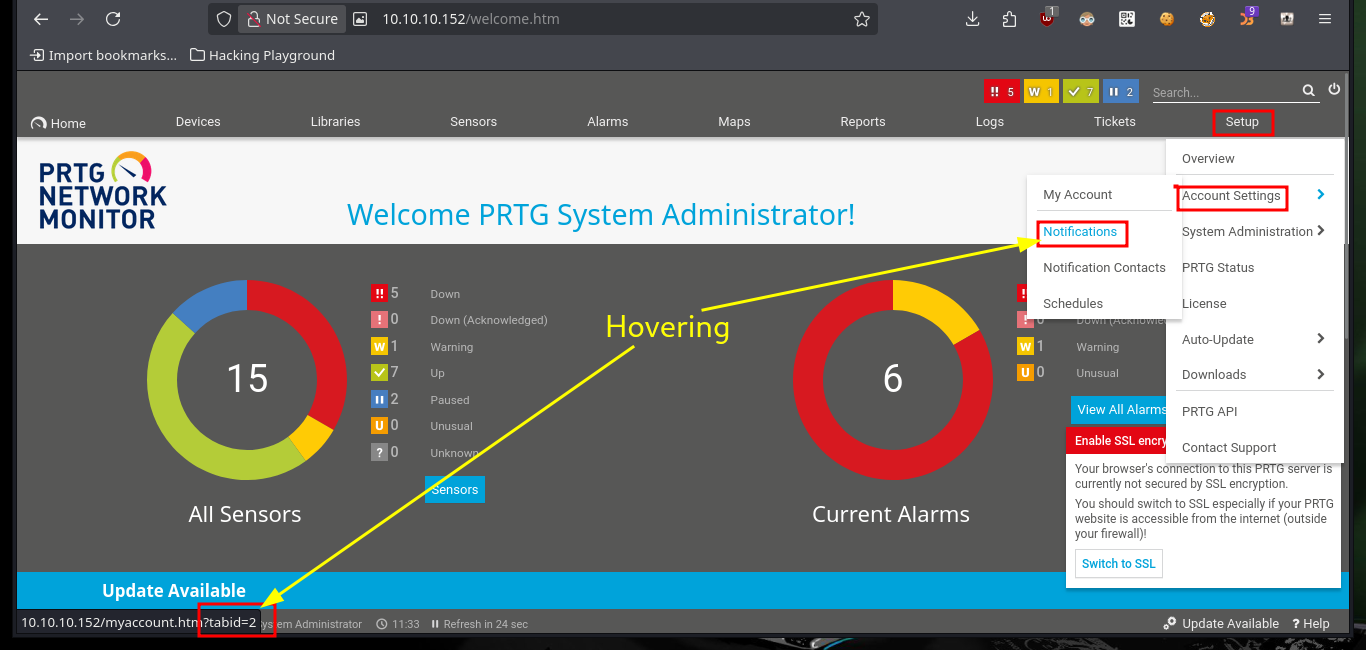 Not Secure
10.10.10.152/welcome.htm
1
9
Import bookmarks...
Hacking Playground
!! 5
W 1
7
2
Search...
Home
Devices
Libraries
Sensors
Alarms
Maps
Reports
Logs
Tickets
Setup
PRTG
NETWORK
MONITOR
Welcome PRTG System Administrator!
Overview
Account Settings
System Administration
PRTG Status
License
Auto-Update
Downloads
PRTG API
Contact Support
My Account
Notifications
Notification Contacts
Schedules
Hovering
15
!! 5 Down
! 0 Down (Acknowledged)
W 1 Warning
7 Up
2 Paused
U 0 Unusual
? 0 Unknown
Sensors
All Sensors
6
! 0 Down (Acknowle
W 1 Warning
U 0 Unusual
View All Alarms
Current Alarms
Enable SSL encry
Your browser's connection to this PRTG server is
currently not secured by SSL encryption.
You should switch to SSL especially if your PRTG
website is accessible from the internet (outside
your firewall)!
Switch to SSL
Update Available
10.10.10.152/myaccount.htm?tabid=2
ystem Administrator
11:33
Refresh in 24 sec
Update Available
? Help